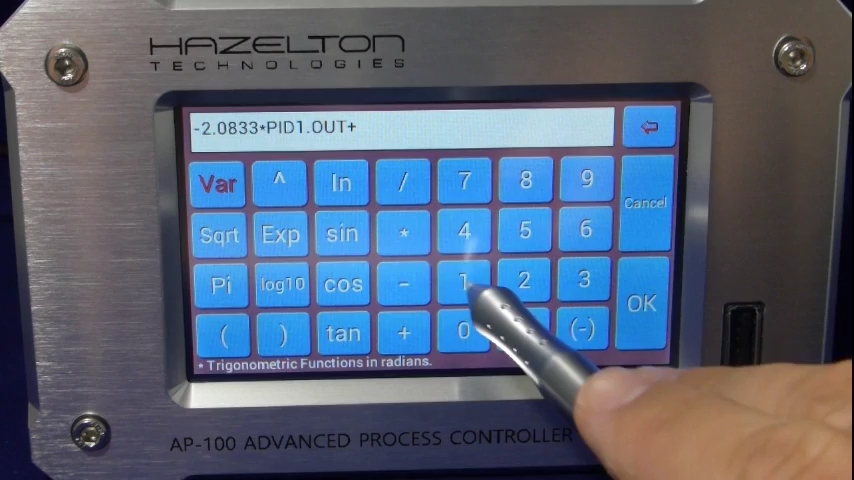 HAZELTON
TECHNOLOGIES
-2.0833*PID1.OUT+
Var ^ ln / 7 8 9 Cancel
Sqrt Exp sin * 4 5 6
Pi log10 cos - 1 2 3 OK
( ) tan + 0 (-)
* Trigonometric Functions in radians.
AP-100 ADVANCED PROCESS CONTROLLER